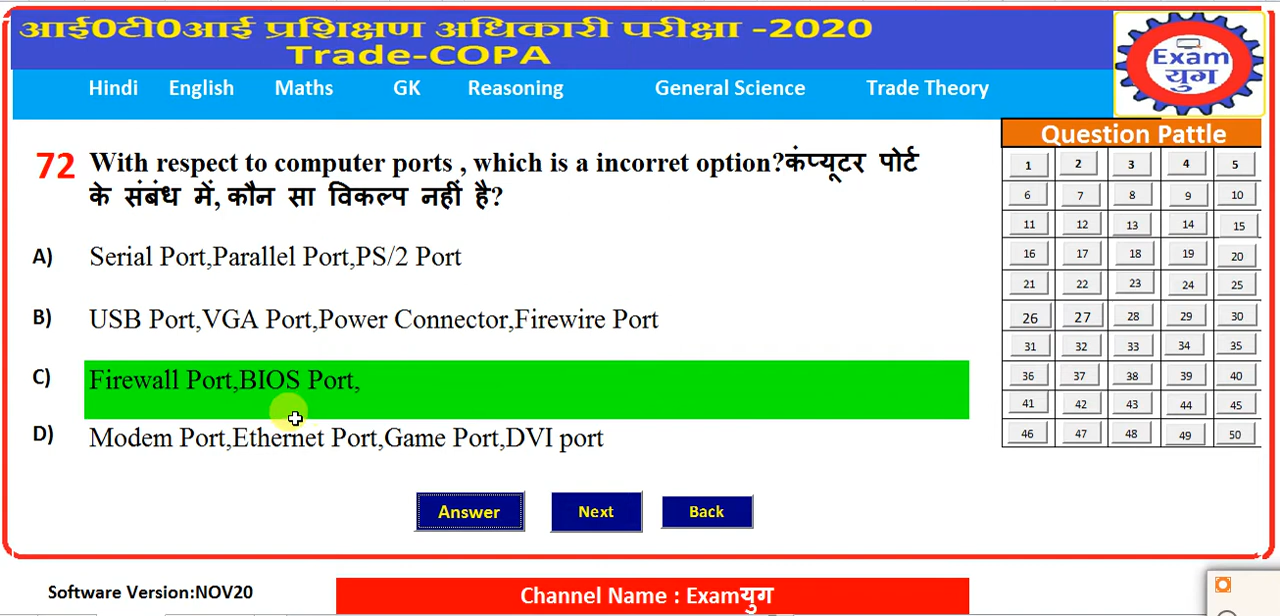 आई0टी0आई प्रशिक्षण अधिकारी परीक्षा -2020
Trade-COPA
Exam
युग
Hindi English Maths GK Reasoning General Science Trade Theory
Question Pattle
72 With respect to computer ports , which is a incorret option?कंप्यूटर पोर्ट
के संबंध में, कौन सा विकल्प नहीं है?
A) Serial Port,Parallel Port,PS/2 Port
B) USB Port,VGA Port,Power Connector,Firewire Port
C) Firewall Port,BIOS Port,
D) Modem Port,Ethernet Port,Game Port,DVI port
1 2 3 4 5
6 7 8 9 10
11 12 13 14 15
16 17 18 19 20
21 22 23 24 25
26 27 28 29 30
31 32 33 34 35
36 37 38 39 40
41 42 43 44 45
46 47 48 49 50
Answer Next Back
Software Version:NOV20
Channel Name : Examयुग